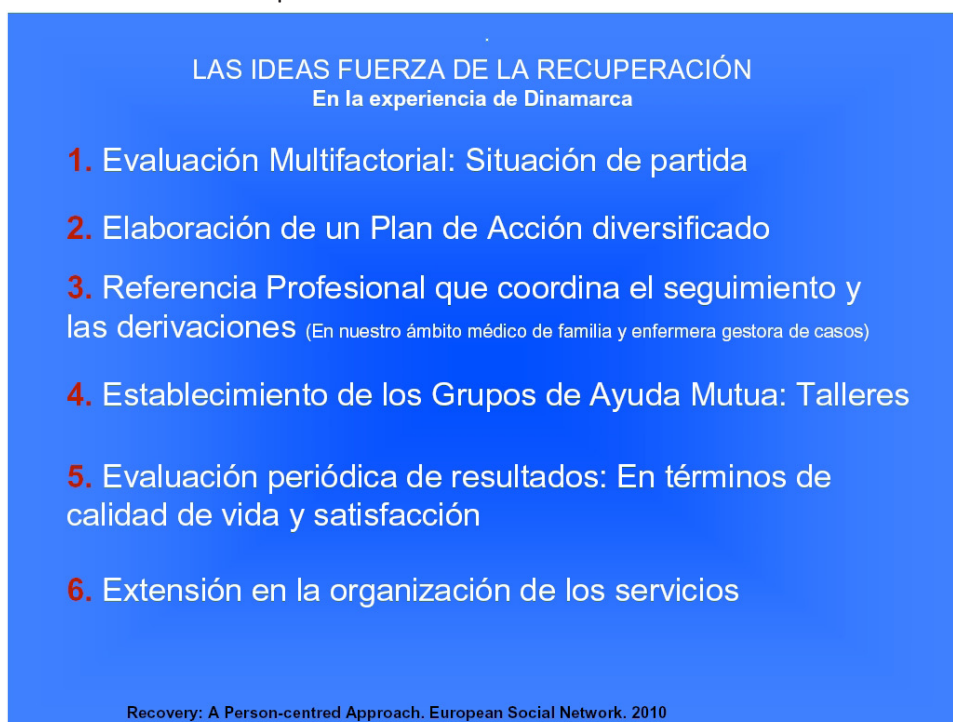 LAS IDEAS FUERZA DE LA RECUPERACIÓN
En la experiencia de Dinamarca
1. Evaluación Multifactorial: Situación de partida
2. Elaboración de un Plan de Acción diversificado
3. Referencia Profesional que coordina el seguimiento y
las derivaciones (En nuestro ámbito médico de familia y enfermera gestora de casos)
4. Establecimiento de los Grupos de Ayuda Mutua: Talleres
5. Evaluación periódica de resultados: En términos de
calidad de vida y satisfacción
6. Extensión en la organización de los servicios
Recovery: A Person-centred Approach. European Social Network. 2010